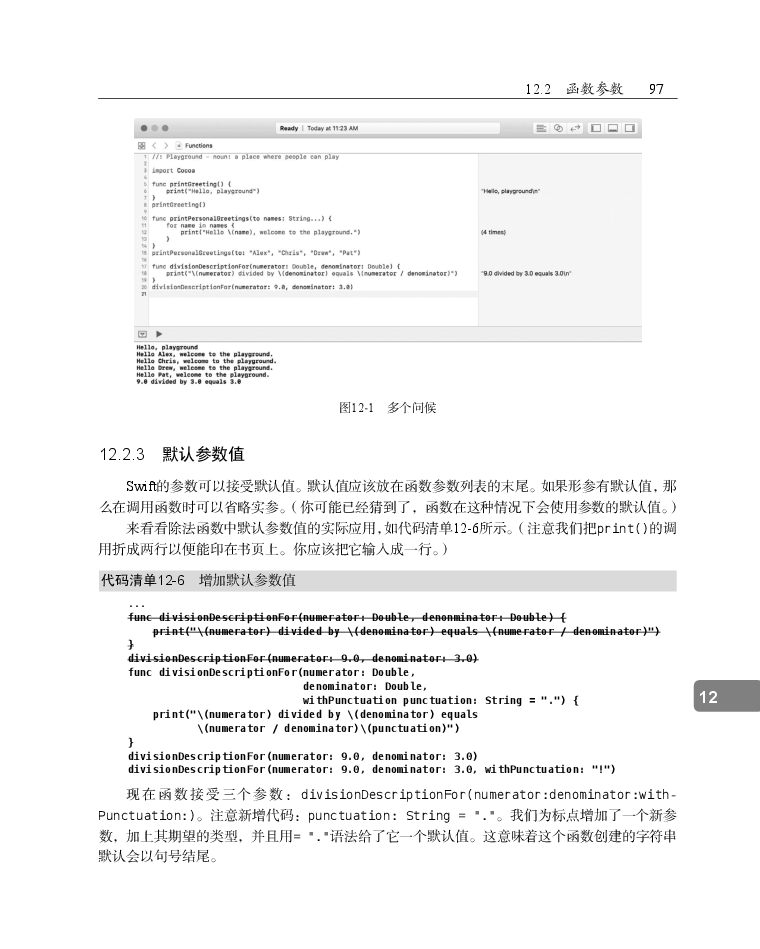 12.2 函数参数 97
Ready | Today at 11:23 AM
Functions
1 //: Playground – noun: a place where people can play
2
3 import Cocoa
4
5 func printGreeting() {
6 print("Hello, playground") "Hello, playground\n"
7 }
8 printGreeting()
9
10 func printPersonalGreetings(to names: String...) {
11 for name in names {
12 print("Hello \(name), welcome to the playground.") (4 times)
13 }
14 }
15 printPersonalGreetings(to: "Alex", "Chris", "Drew", "Pat")
16
17 func divisionDescriptionFor(numerator: Double, denominator: Double) {
18 print("\(numerator) divided by \(denominator) equals \(numerator / denominator)") "9.0 divided by 3.0 equals 3.0\n"
19 }
20 divisionDescriptionFor(numerator: 9.0, denominator: 3.0)
21
Hello, playground
Hello Alex, welcome to the playground.
Hello Chris, welcome to the playground.
Hello Drew, welcome to the playground.
Hello Pat, welcome to the playground.
9.0 divided by 3.0 equals 3.0
图12-1 多个问候
12.2.3 默认参数值
Swift的参数可以接受默认值。默认值应该放在函数参数列表的末尾。如果形参有默认值，那
么在调用函数时可以省略实参。（你可能已经猜到了，函数在这种情况下会使用参数的默认值。）
来看看除法函数中默认参数值的实际应用，如代码清单12-6所示。（注意我们把print()的调
用折成两行以便能印在书页上。你应该把它输入成一行。）
代码清单12-6 增加默认参数值
...
func divisionDescriptionFor(numerator: Double, denonminator: Double) {
print("\(numerator) divided by \(denominator) equals \(numerator / denominator)")
}
divisionDescriptionFor(numerator: 9.0, denominator: 3.0)
func divisionDescriptionFor(numerator: Double,
denominator: Double,
withPunctuation punctuation: String = ".") {
print("\(numerator) divided by \(denominator) equals
\(numerator / denominator)\(punctuation)")
}
divisionDescriptionFor(numerator: 9.0, denominator: 3.0)
divisionDescriptionFor(numerator: 9.0, denominator: 3.0, withPunctuation: "!")
12
现在函数接受三个参数：divisionDescriptionFor(numerator:denominator:with-
Punctuation:)。注意新增代码：punctuation: String = "."。我们为标点增加了一个新参
数，加上其期望的类型，并且用= "."语法给了它一个默认值。这意味着这个函数创建的字符串
默认会以句号结尾。